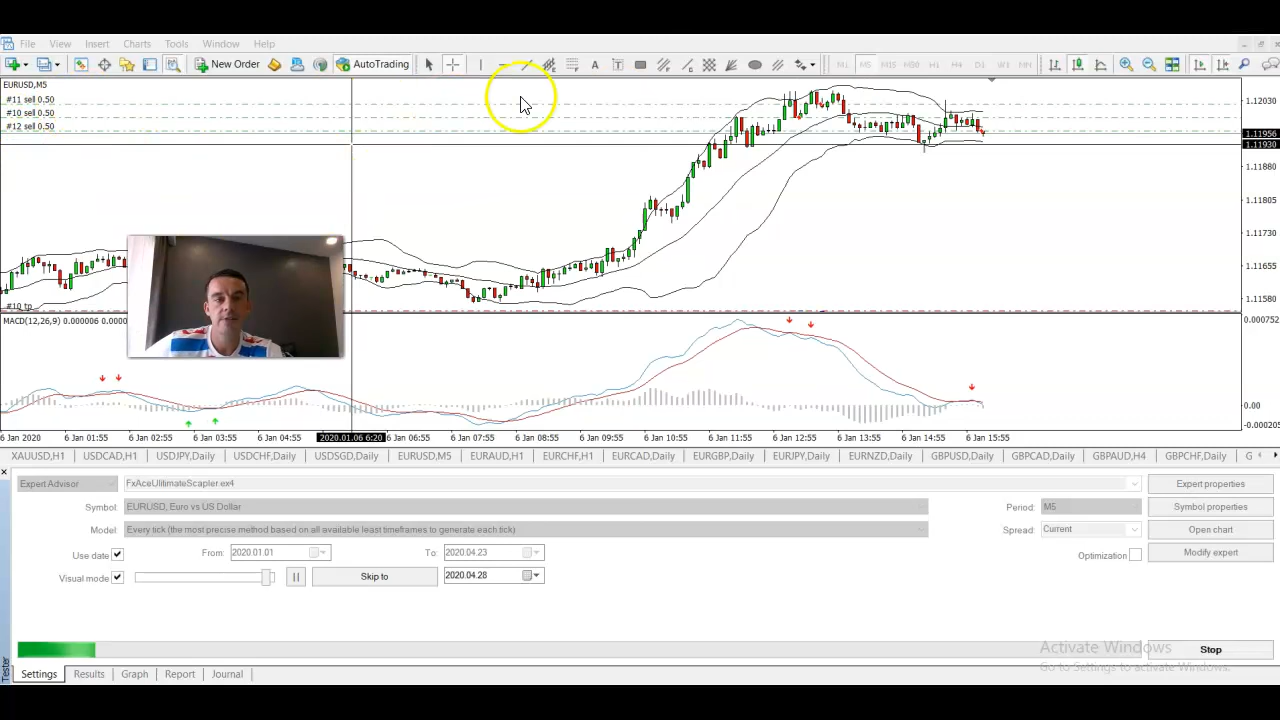 File View Insert Charts Tools Window Help
New Order AutoTrading M5 M30 H1 H4
EURUSD,M5
#11 sell 0.50
#10 sell 0.50
#12 sell 0.50
#10 tp
1.12030
1.11956
1.11930
1.11880
1.11805
1.11730
1.11655
1.11580
MACD(12,26,9) 0.000006 0.0000
0.000752
0.00
-0.000205
6 Jan 2020 6 Jan 01:55 6 Jan 02:55 6 Jan 03:55 6 Jan 04:55 2020.01.06 6:20 6 Jan 06:55 6 Jan 07:55 6 Jan 08:55 6 Jan 09:55 6 Jan 10:55 6 Jan 11:55 6 Jan 12:55 6 Jan 13:55 6 Jan 14:55 6 Jan 15:55
XAUUSD,H1 USDCAD,H1 USDJPY,Daily USDCHF,Daily USDSGD,Daily EURUSD,M5 EURAUD,H1 EURCHF,H1 EURCAD,Daily EURGBP,Daily EURJPY,Daily EURNZD,Daily GBPUSD,Daily GBPCAD,Daily GBPAUD,H4 GBPCHF,Daily G
Expert Advisor FxAceUlitimateScapler.ex4 Expert properties
Symbol: EURUSD, Euro vs US Dollar Period: M5 Symbol properties
Model: Every tick (the most precise method based on all available least timeframes to generate each tick) Spread: Current Open chart
Use date From: 2020.01.01 To: 2020.04.23 Optimization Modify expert
Visual mode Skip to 2020.04.28
Activate Windows
Stop
Go to Settings to activate Windows.
Tester
Settings Results Graph Report Journal